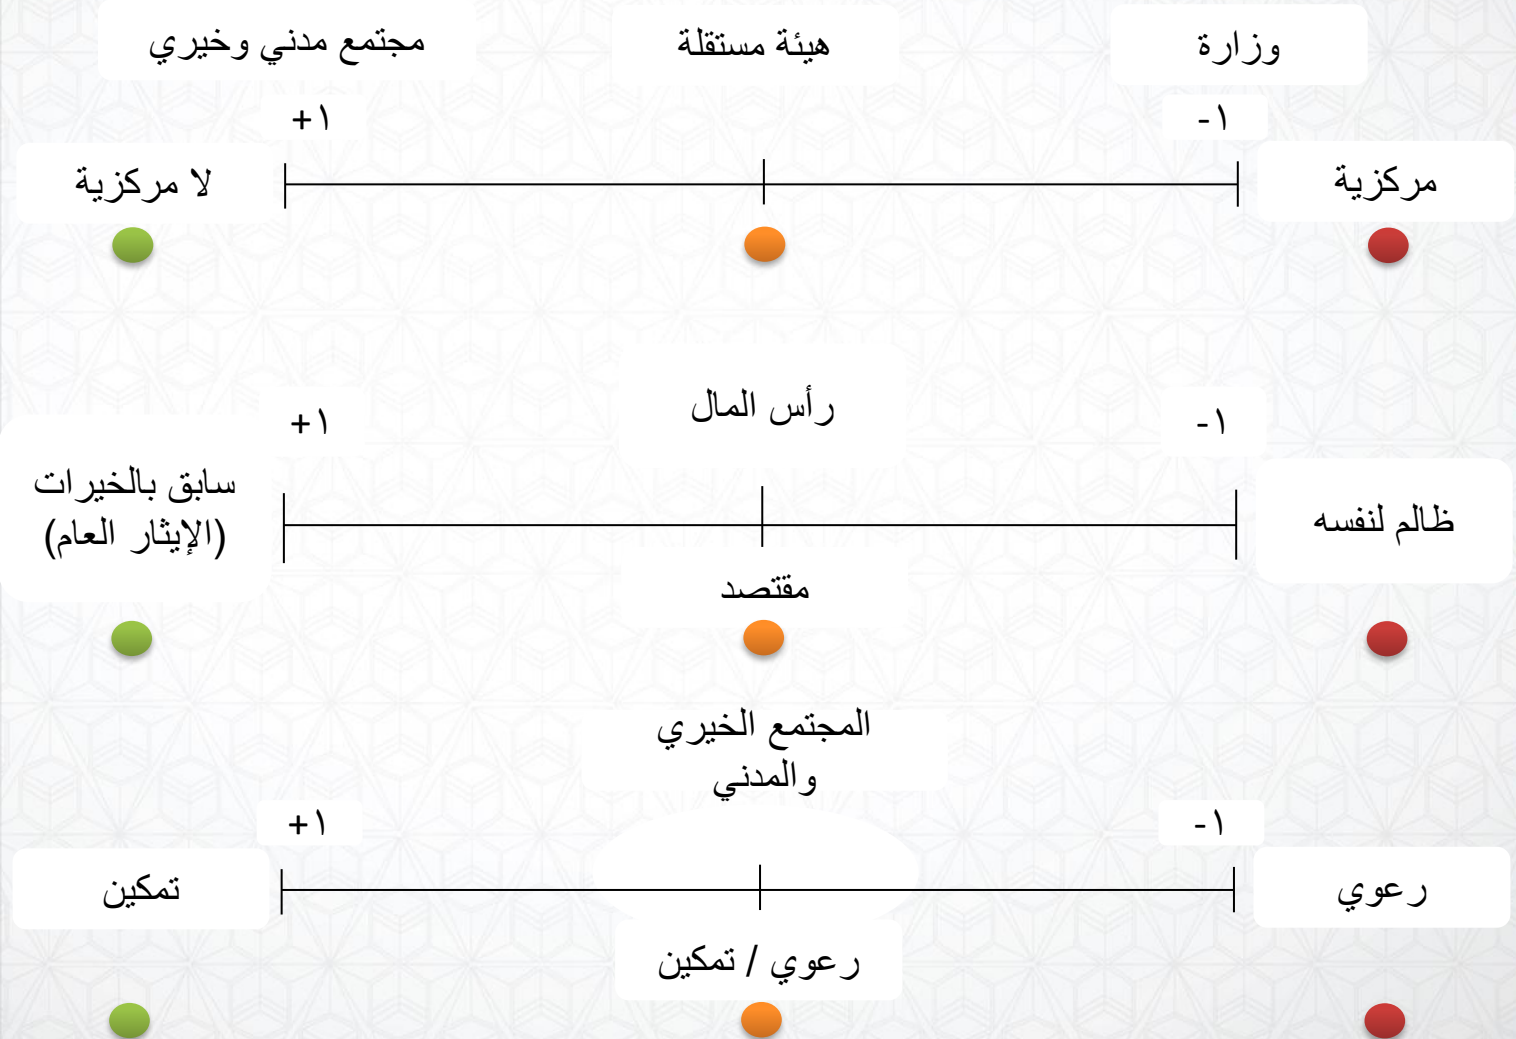 وزارة
هيئة مستقلة
مجتمع مدني وخيري
-١
+١
مركزية
لا مركزية
رأس المال
-١
+١
ظالم لنفسه
سابق بالخيرات
(الإيثار العام)
مقتصد
المجتمع الخيري
والمدني
-١
+١
رعوي
تمكين
رعوي / تمكين